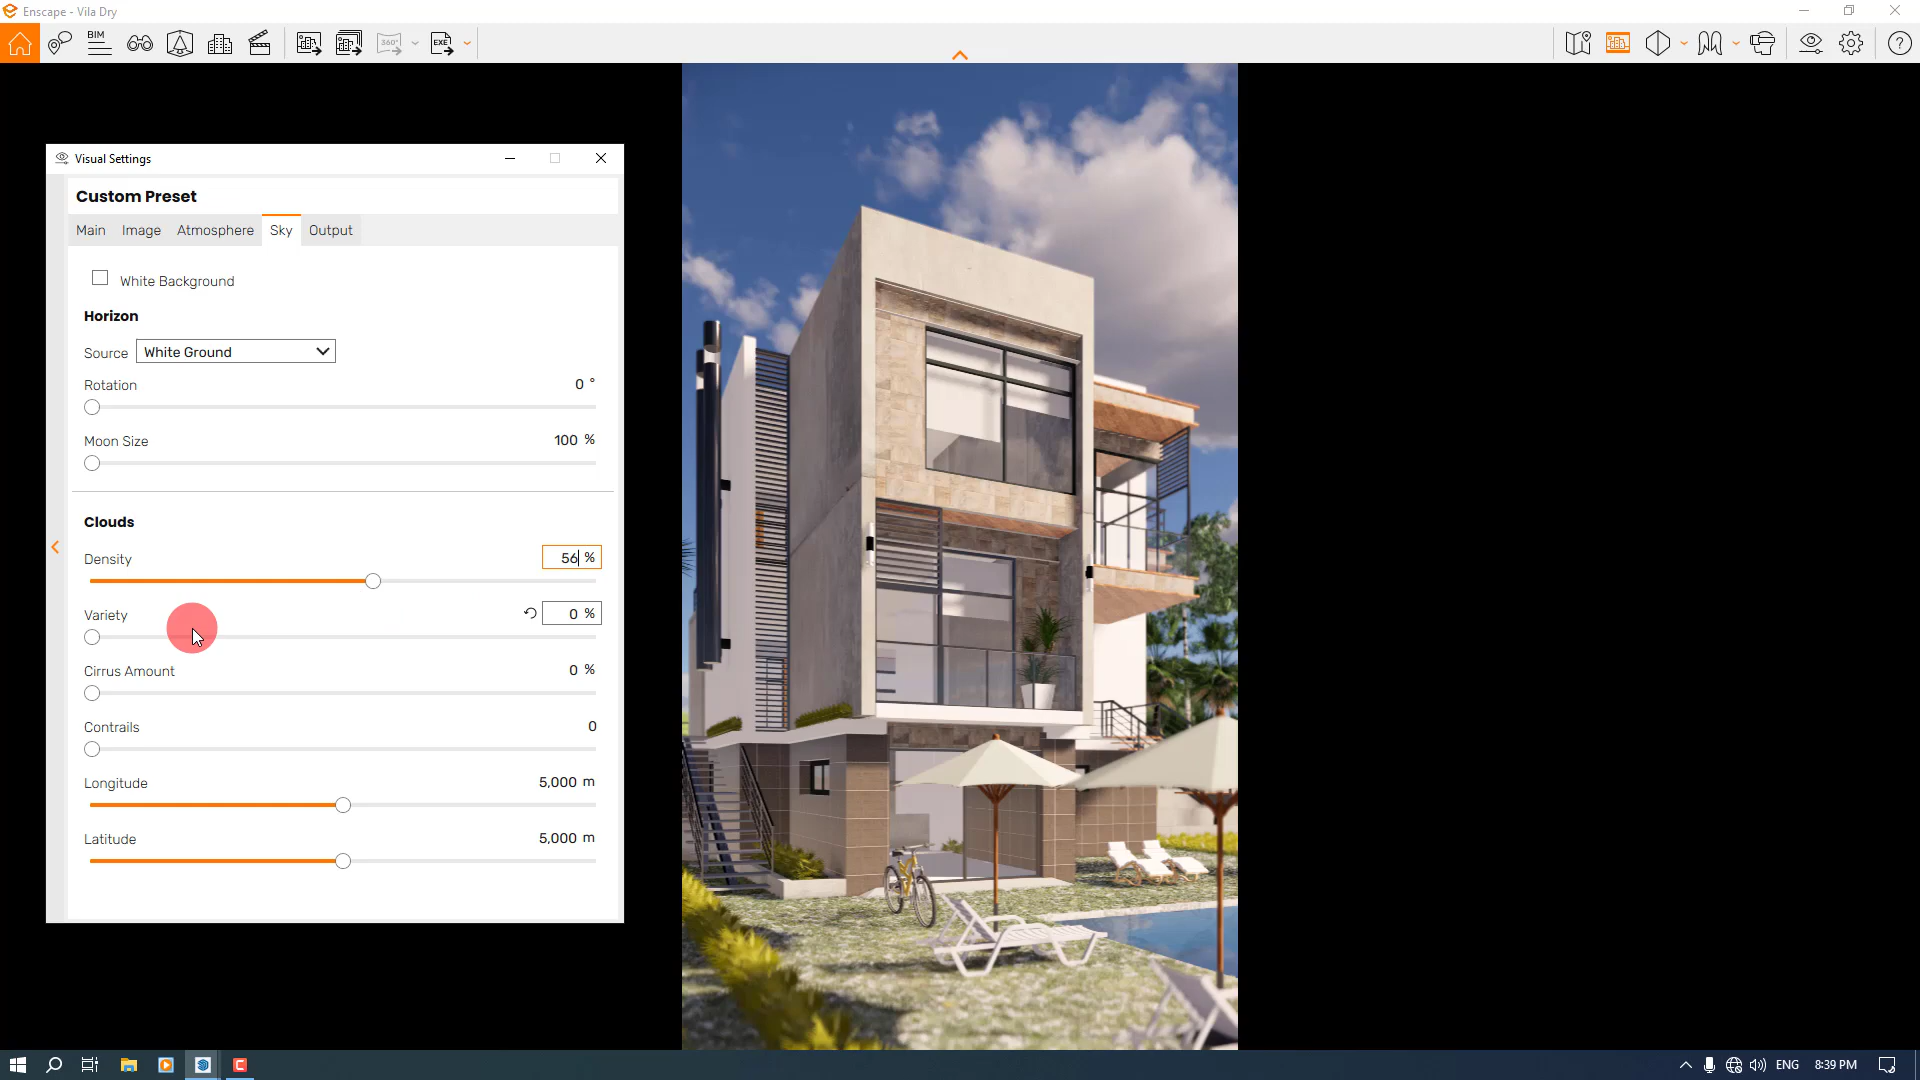 Enscape - Vila Dry
BIM
360°
EXE
Visual Settings
Custom Preset
Main Image Atmosphere Sky Output
White Background
Horizon
Source White Ground
Rotation 0 °
Moon Size 100 %
Clouds
Density 56 %
Variety 0 %
Cirrus Amount 0 %
Contrails 0
Longitude 5,000 m
Latitude 5,000 m
ENG 8:39 PM